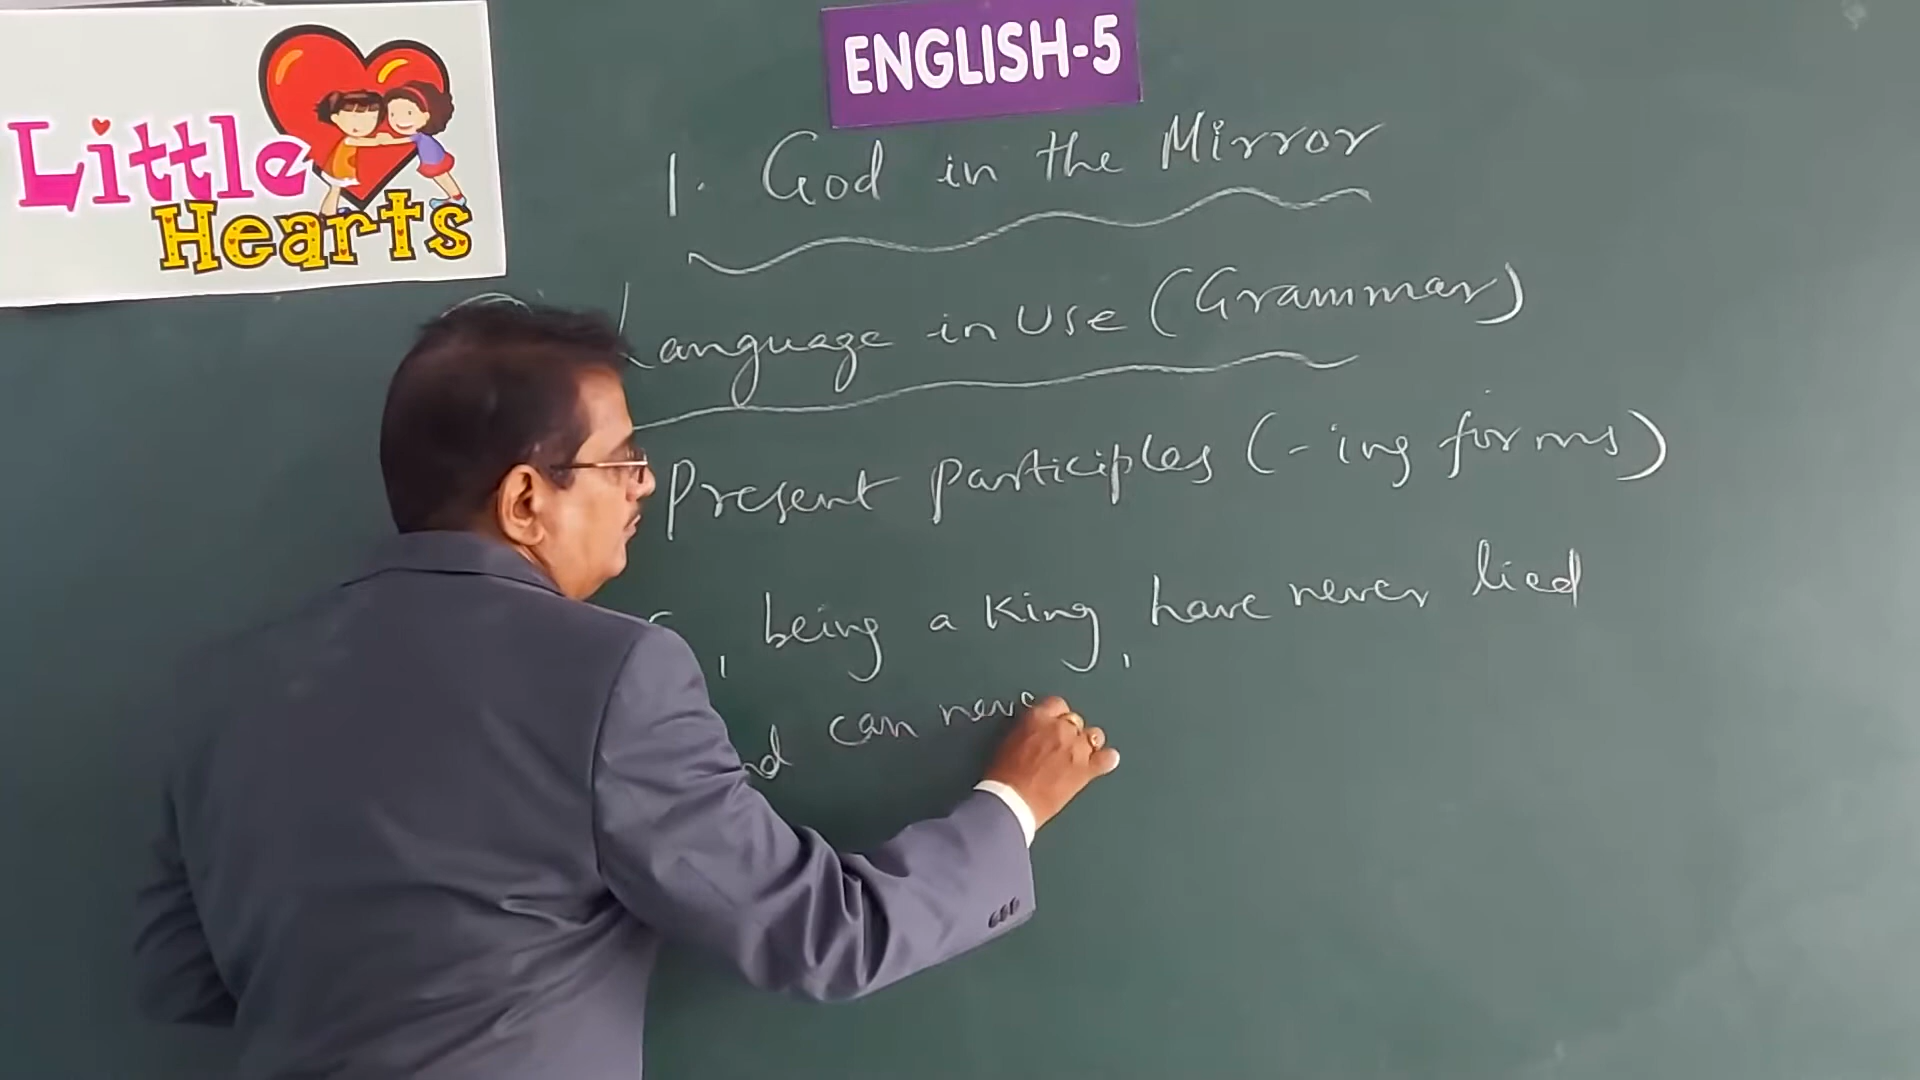 Little
Hearts
ENGLISH-5
1. God in the Mirror
Language in Use (Grammar)
Present participles (-ing forms)
, being a King, have never lied
can never